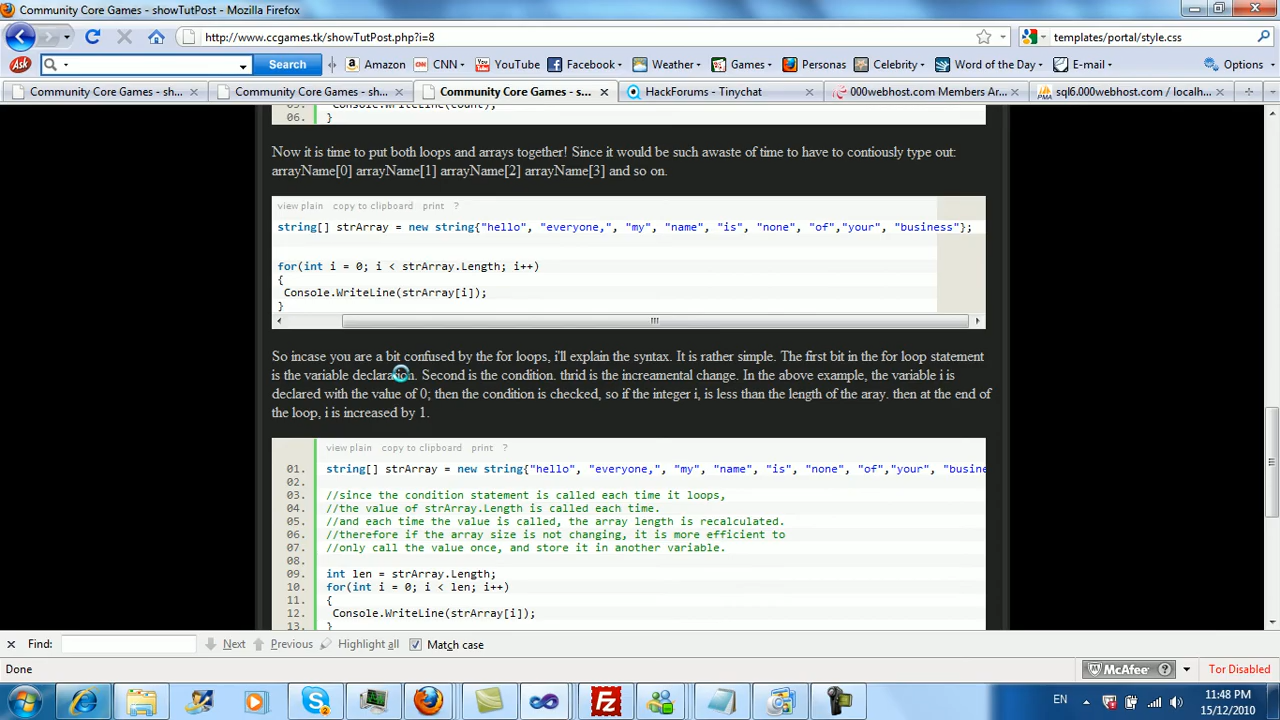 Community Core Games - showTutPost - Mozilla Firefox
http://www.ccgames.tk/showTutPost.php?i=8
templates/portal/style.css
Ask
Search
Amazon
CNN
YouTube
Facebook
Weather
Games
Personas
Celebrity
Word of the Day
E-mail
Options
Community Core Games - sh...
Community Core Games - sh...
Community Core Games - s...
HackForums - Tinychat
000webhost.com Members Ar...
sql6.000webhost.com / localh...
05. Console.WriteLine(count);
06. }
Now it is time to put both loops and arrays together! Since it would be such awaste of time to have to contiously type out:
arrayName[0] arrayName[1] arrayName[2] arrayName[3] and so on.
view plain copy to clipboard print ?
string[] strArray = new string{"hello", "everyone,", "my", "name", "is", "none", "of","your", "business"};
for(int i = 0; i < strArray.Length; i++)
{
Console.WriteLine(strArray[i]);
}
So incase you are a bit confused by the for loops, i'll explain the syntax. It is rather simple. The first bit in the for loop statement
is the variable declaration. Second is the condition. thrid is the increamental change. In the above example, the variable i is
declared with the value of 0; then the condition is checked, so if the integer i, is less than the length of the array. then at the end of
the loop, i is increased by 1.
view plain copy to clipboard print ?
01. string[] strArray = new string{"hello", "everyone,", "my", "name", "is", "none", "of","your", "busine
02.
03. //since the condition statement is called each time it loops,
04. //the value of strArray.Length is called each time.
05. //and each time the value is called, the array length is recalculated.
06. //therefore if the array size is not changing, it is more efficient to
07. //only call the value once, and store it in another variable.
08.
09. int len = strArray.Length;
10. for(int i = 0; i < len; i++)
11. {
12. Console.WriteLine(strArray[i]);
13. }
Find:
Next
Previous
Highlight all
Match case
Done
McAfee
Tor Disabled
EN
11:48 PM
15/12/2010